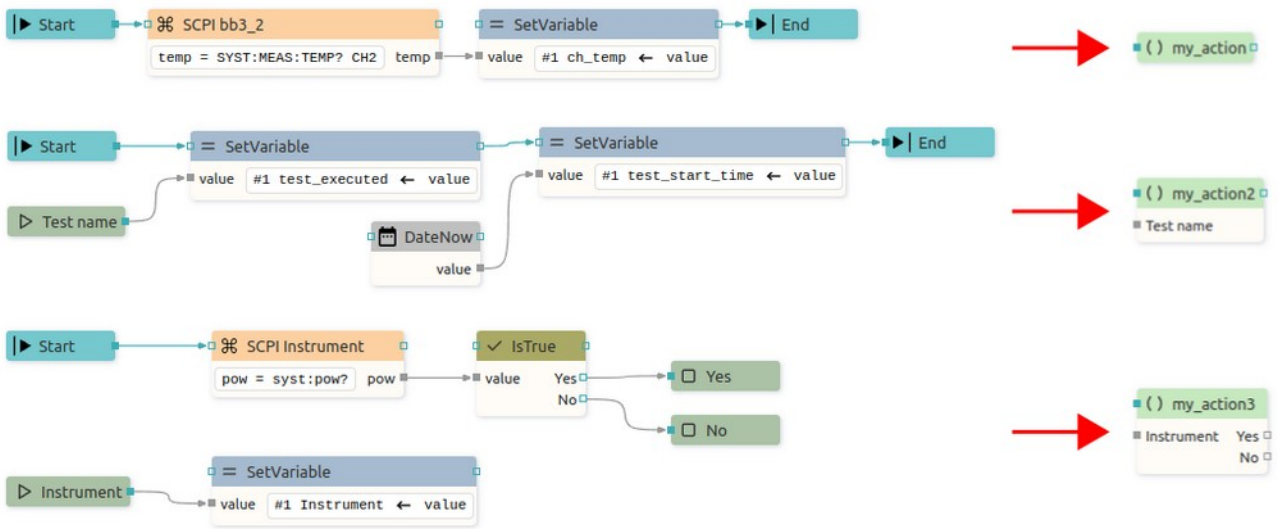 Start
⌘ SCPI bb3_2
temp = SYST:MEAS:TEMP? CH2 temp
= SetVariable
value #1 ch_temp ← value
End
( ) my_action
Start
= SetVariable
value #1 test_executed ← value
= SetVariable
value #1 test_start_time ← value
End
Test name
DateNow
value
( ) my_action2
Test name
Start
⌘ SCPI Instrument
pow = syst:pow? pow
IsTrue
value Yes
No
Yes
No
( ) my_action3
Instrument Yes
No
Instrument
= SetVariable
value #1 Instrument ← value